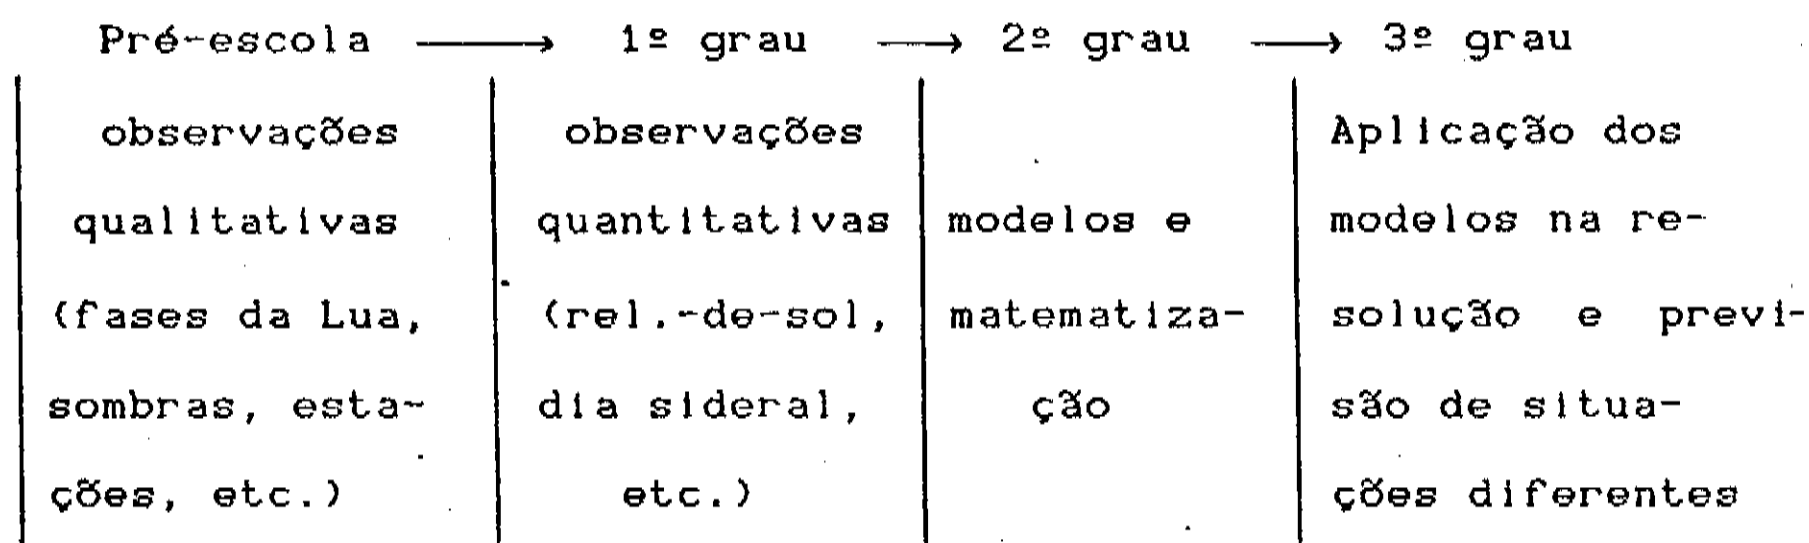 Pré-escola → 1º grau → 2º grau → 3º grau
observações observações Aplicação dos
qualitativas quantitativas modelos e modelos na re-
(fases da Lua, (rel.-de-sol, matematiza- solução e previ-
sombras, esta- dia sideral, ção são de situa-
ções, etc.) etc.) ções diferentes